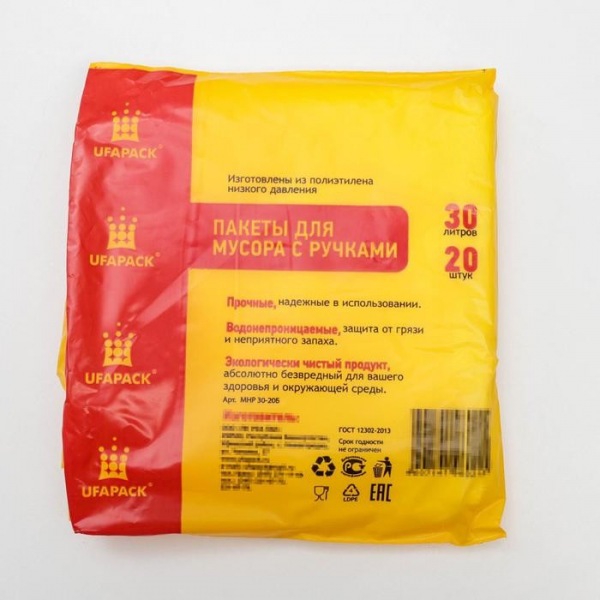 UFAPACK
UFAPACK
UFAPACK
UFAPACK
Изготовлены из полиэтилена
низкого давления
ПАКЕТЫ ДЛЯ
МУСОРА С РУЧКАМИ
30
литров
20
штук
Прочные, надежные в использовании.
Водонепроницаемые, защита от грязи
и неприятного запаха.
Экологически чистый продукт,
абсолютно безвредный для вашего
здоровья и окружающей среды.
Арт. МНР 30-20Б
Изготовитель:
ГОСТ 12302-2013
Срок годности
не ограничен
LDPE
EAC